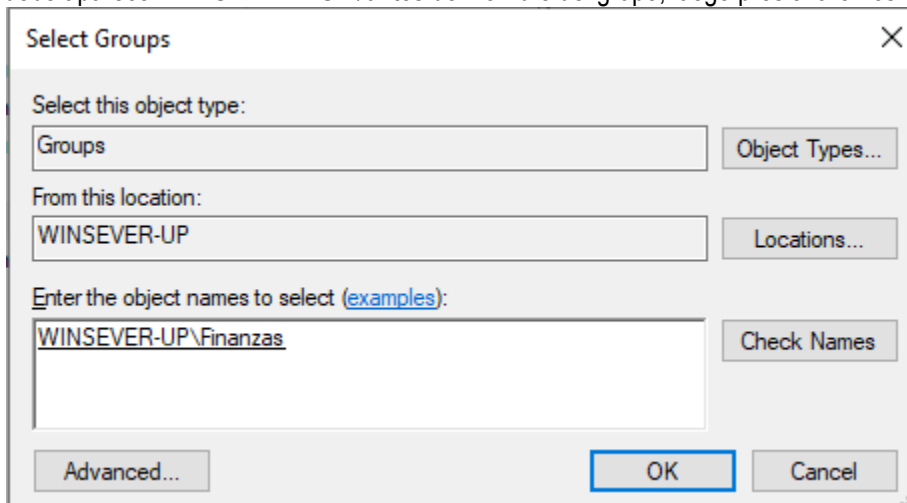 Select Groups
Select this object type:
Groups
Object Types...
From this location:
WINSEVER-UP
Locations...
Enter the object names to select (examples):
WINSEVER-UP\Finanzas
Check Names
Advanced...
OK
Cancel